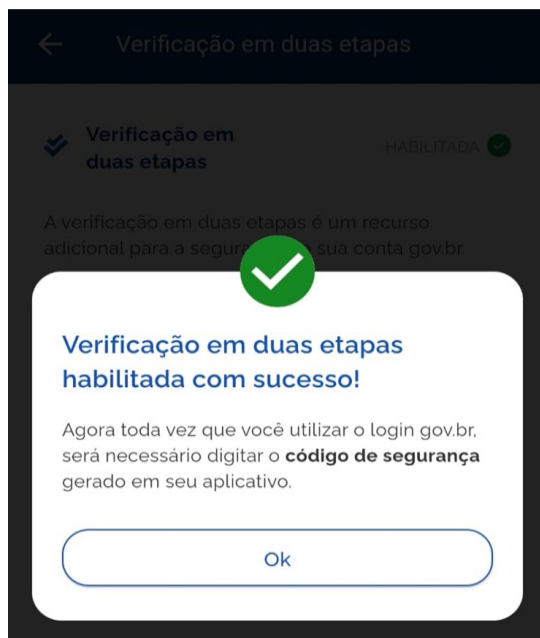 Verificação em duas etapas
Verificação em
duas etapas
HABILITADA
A verificação em duas etapas é um recurso
adicional para a segurança sua conta gov.br.
Verificação em duas etapas
habilitada com sucesso!
Agora toda vez que você utilizar o login gov.br,
será necessário digitar o código de segurança
gerado em seu aplicativo.
Ok